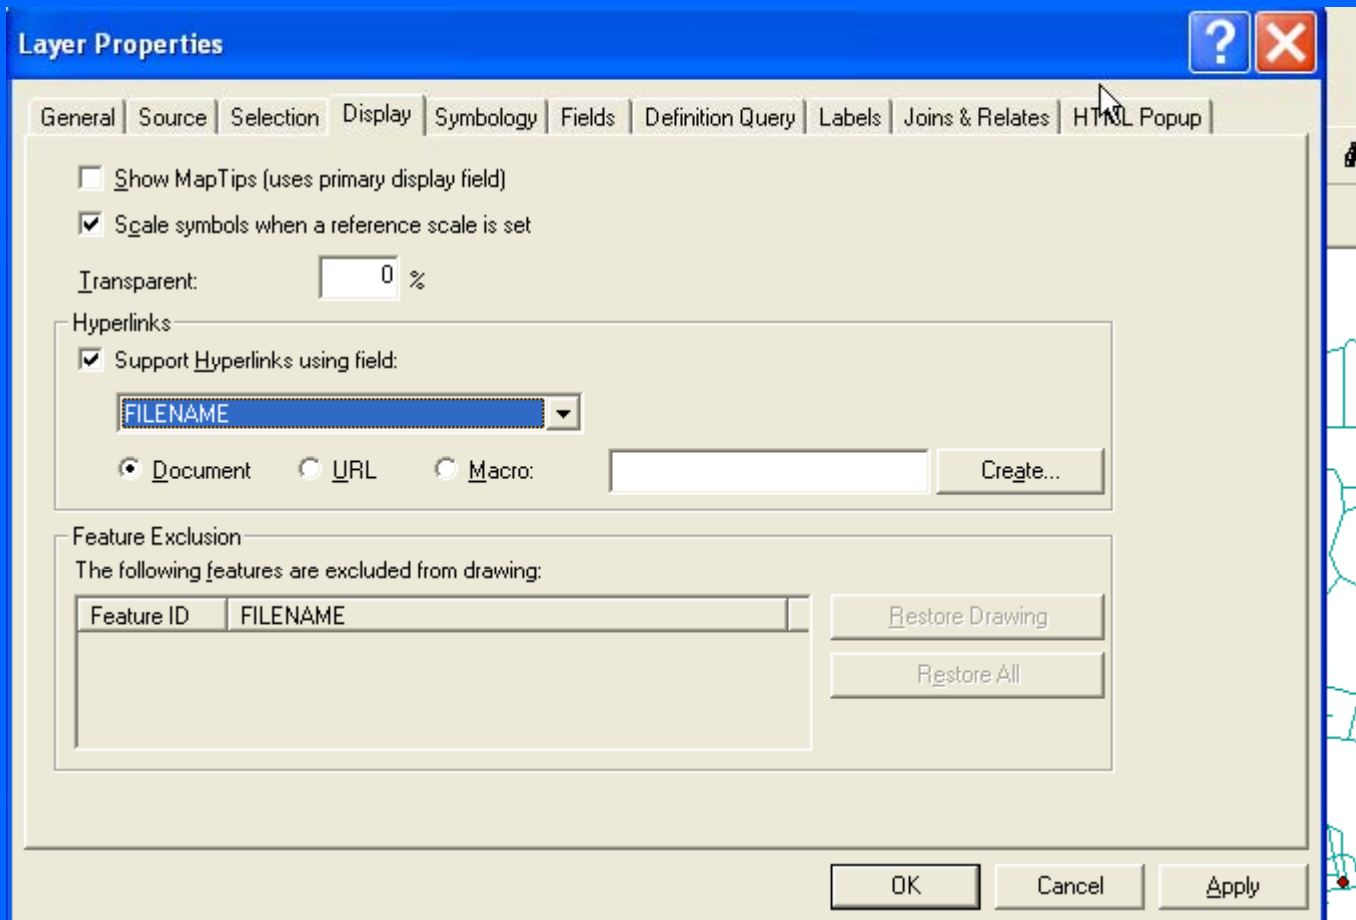 Layer Properties
General Source Selection Display Symbology Fields Definition Query Labels Joins & Relates HTML Popup
Show MapTips (uses primary display field)
Scale symbols when a reference scale is set
Transparent: 0 %
Hyperlinks
Support Hyperlinks using field:
FILENAME
Document URL Macro: Create...
Feature Exclusion
The following features are excluded from drawing:
Feature ID FILENAME Restore Drawing
Restore All
OK Cancel Apply